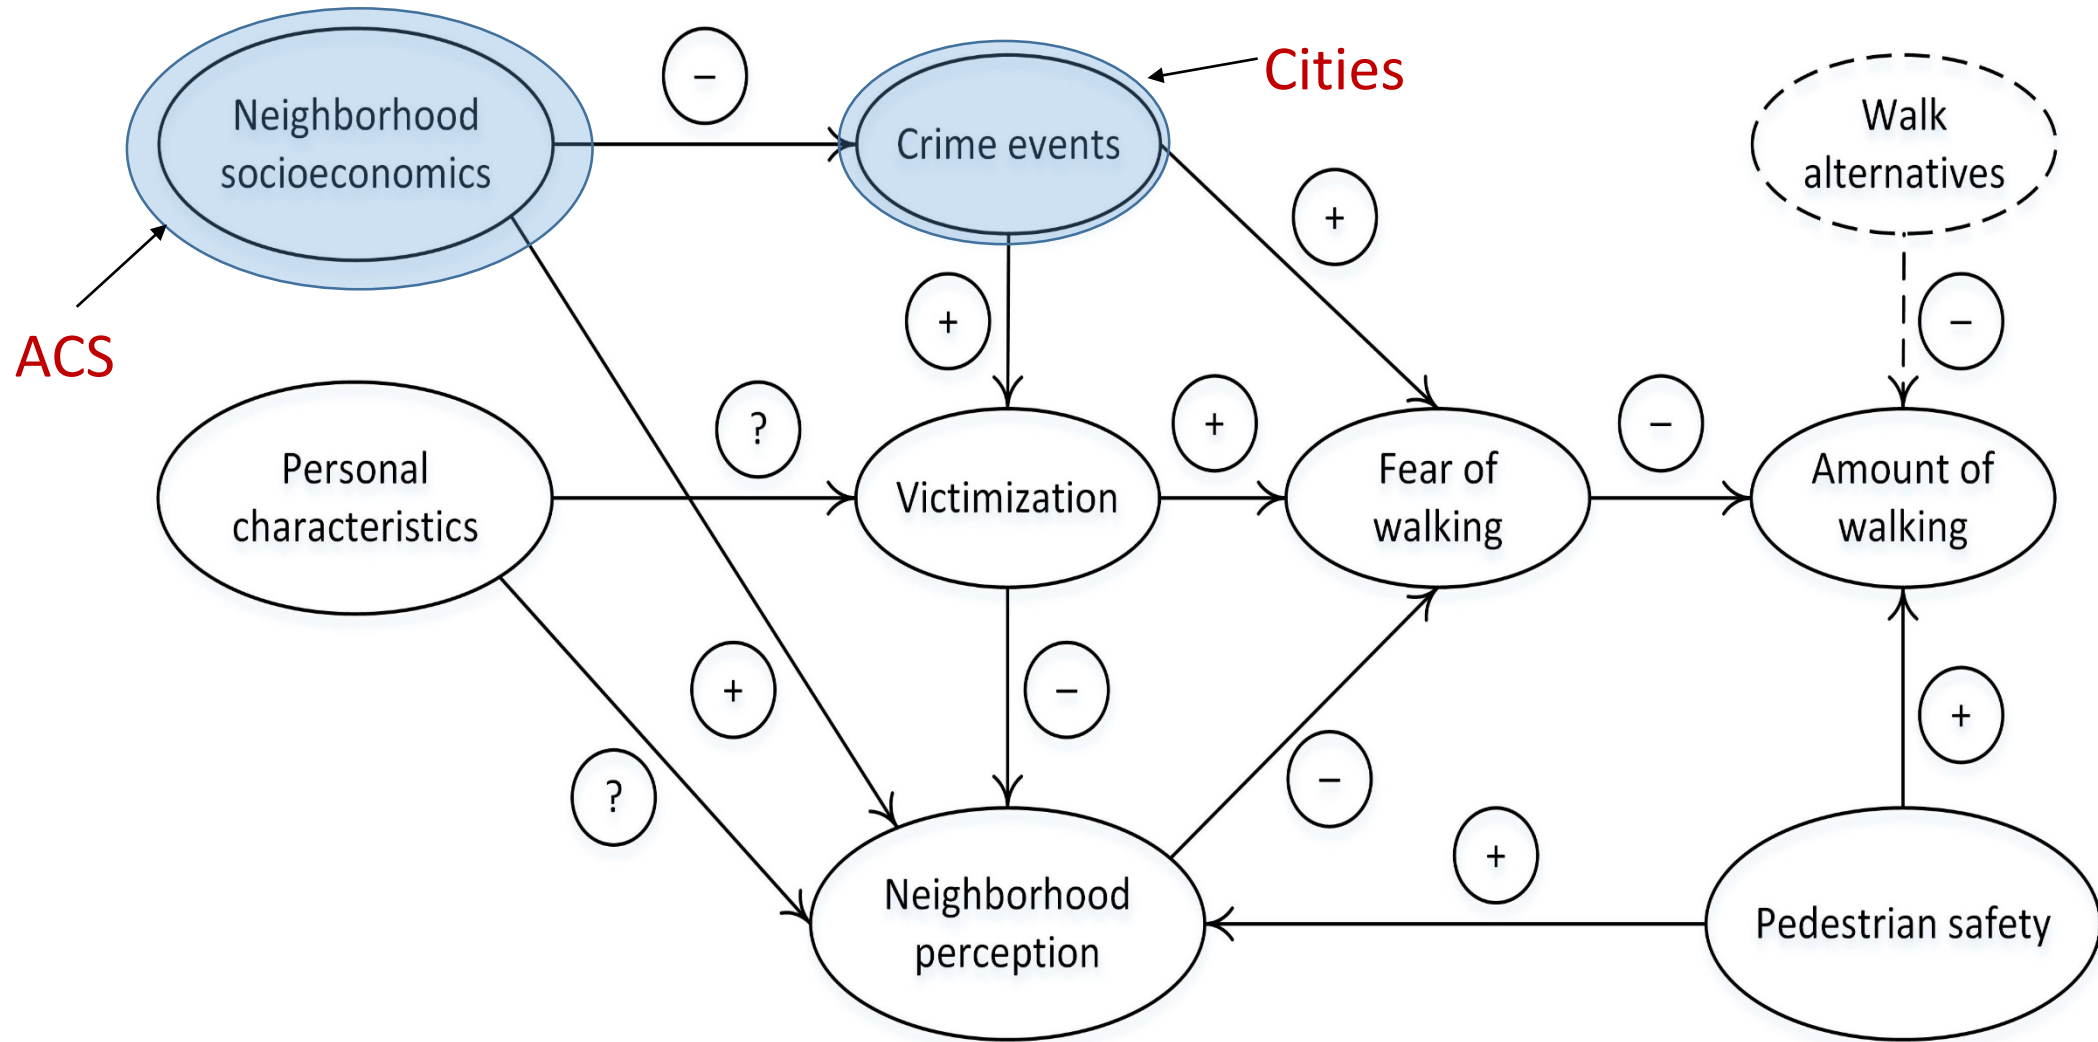 Neighborhood
socioeconomics
–
Crime events
Cities
Walk
alternatives
+
+
–
ACS
Personal
characteristics
?
Victimization
+
Fear of
walking
–
Amount of
walking
+
–
?
–
+
+
Neighborhood
perception
Pedestrian safety